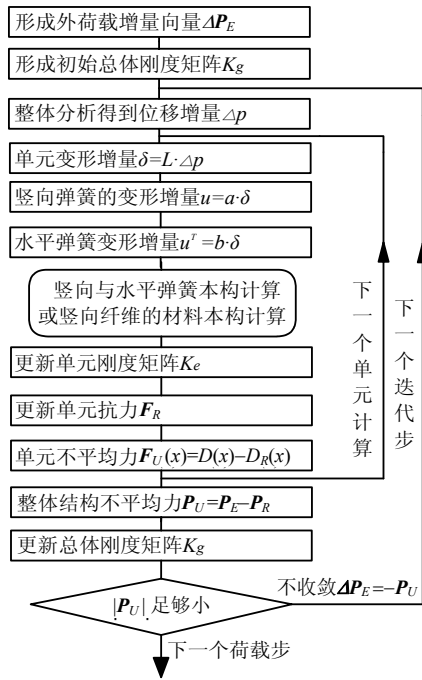 形成外荷载增量向量ΔP_E
形成初始总体刚度矩阵K_g
整体分析得到位移增量Δp
单元变形增量δ=L·Δp
竖向弹簧的变形增量u=a·δ
水平弹簧变形增量u^T=b·δ
竖向与水平弹簧本构计算
或竖向纤维的材料本构计算
更新单元刚度矩阵K_e
更新单元抗力F_R
单元不平均力F_U(x)=D(x)−D_R(x)
整体结构不平均力P_U=P_E−P_R
更新总体刚度矩阵K_g
|P_U|足够小
不收敛ΔP_E=−P_U
下一个荷载步
下一个单元计算
下一个迭代步